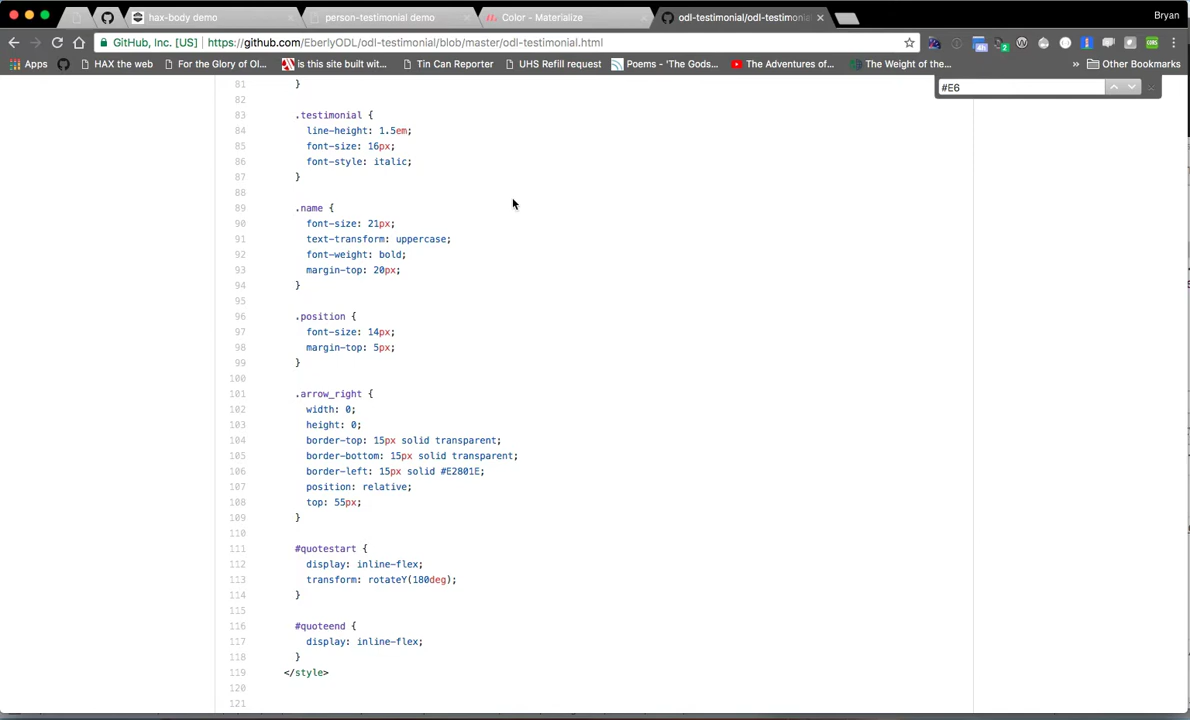 hax-body demo
person-testimonial demo
Color - Materialize
odl-testimonial/odl-testimoni
Bryan
GitHub, Inc. [US]
https://github.com/EberlyODL/odl-testimonial/blob/master/odl-testimonial.html
Apps
HAX the web
For the Glory of Ol...
is this site built wit...
Tin Can Reporter
UHS Refill request
Poems - 'The Gods...
The Adventures of...
The Weight of the...
»
Other Bookmarks
#E6
81 }
82
83 .testimonial {
84 line-height: 1.5em;
85 font-size: 16px;
86 font-style: italic;
87 }
88
89 .name {
90 font-size: 21px;
91 text-transform: uppercase;
92 font-weight: bold;
93 margin-top: 20px;
94 }
95
96 .position {
97 font-size: 14px;
98 margin-top: 5px;
99 }
100
101 .arrow_right {
102 width: 0;
103 height: 0;
104 border-top: 15px solid transparent;
105 border-bottom: 15px solid transparent;
106 border-left: 15px solid #E2801E;
107 position: relative;
108 top: 55px;
109 }
110
111 #quotestart {
112 display: inline-flex;
113 transform: rotateY(180deg);
114 }
115
116 #quoteend {
117 display: inline-flex;
118 }
119 </style>
120
121